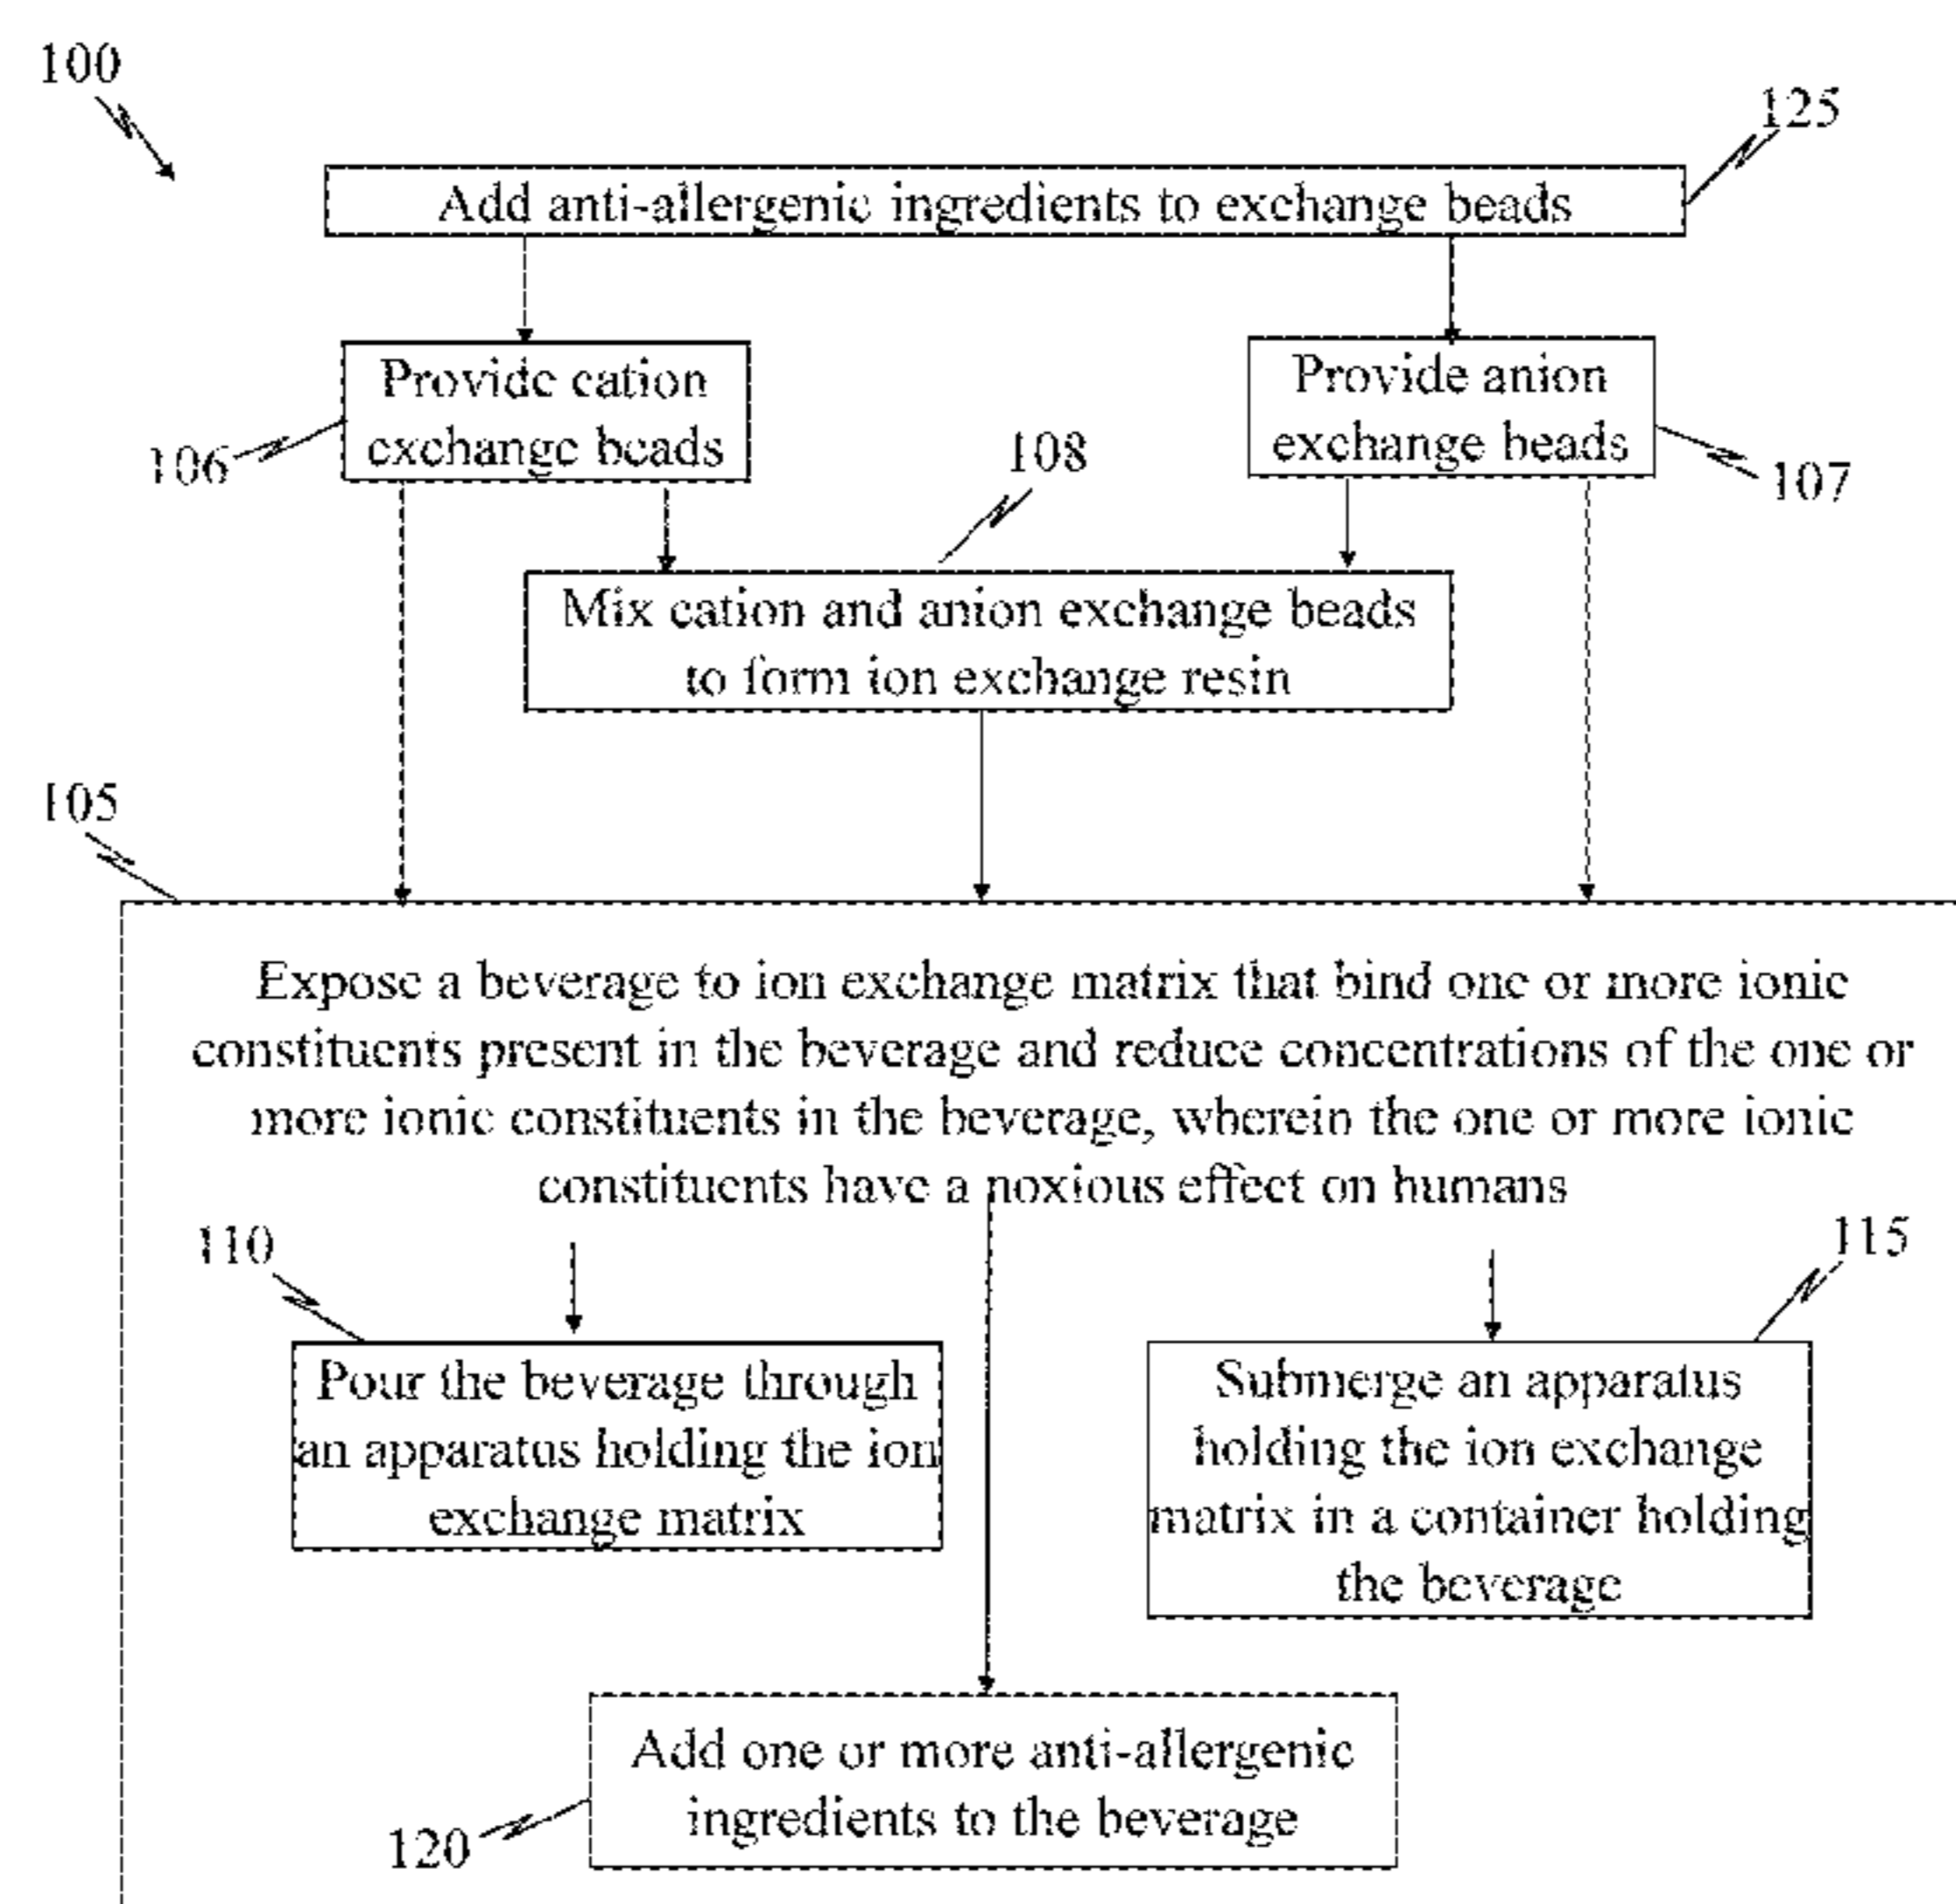 100
125
Add anti-allergenic ingredients to exchange beads
Provide cation
exchange beads
Provide anion
exchange beads
106
108
107
Mix cation and anion exchange beads
to form ion exchange resin
105
Expose a beverage to ion exchange matrix that bind one or more ionic
constituents present in the beverage and reduce concentrations of the one or
more ionic constituents in the beverage, wherein the one or more ionic
constituents have a noxious effect on humans
110
115
Pour the beverage through
an apparatus holding the ion
exchange matrix
Submerge an apparatus
holding the ion exchange
matrix in a container holding
the beverage
Add one or more anti-allergenic
ingredients to the beverage
120